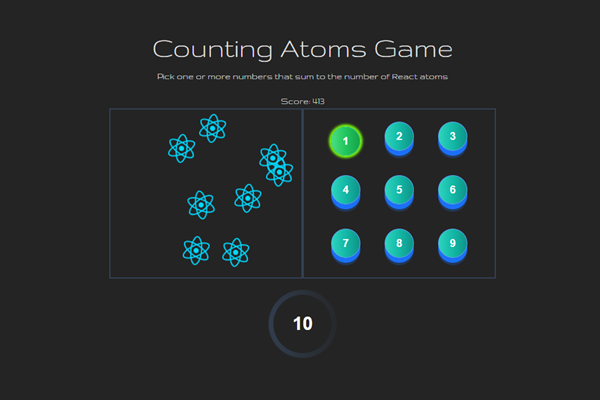 Counting Atoms Game
Pick one or more numbers that sum to the number of React atoms
Score: 413
1 2 3
4 5 6
7 8 9
10